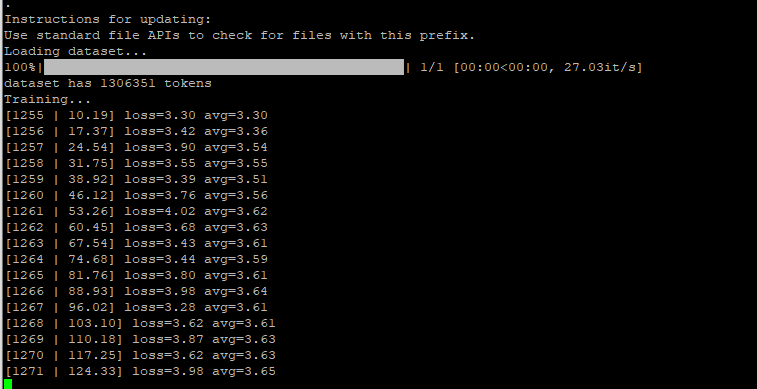 .
Instructions for updating:
Use standard file APIs to check for files with this prefix.
Loading dataset...
100%|██████████████████████████████| 1/1 [00:00<00:00, 27.03it/s]
dataset has 1306351 tokens
Training...
[1255 | 10.19] loss=3.30 avg=3.30
[1256 | 17.37] loss=3.42 avg=3.36
[1257 | 24.54] loss=3.90 avg=3.54
[1258 | 31.75] loss=3.55 avg=3.55
[1259 | 38.92] loss=3.39 avg=3.51
[1260 | 46.12] loss=3.76 avg=3.56
[1261 | 53.26] loss=4.02 avg=3.62
[1262 | 60.45] loss=3.68 avg=3.63
[1263 | 67.54] loss=3.43 avg=3.61
[1264 | 74.68] loss=3.44 avg=3.59
[1265 | 81.76] loss=3.80 avg=3.61
[1266 | 88.93] loss=3.98 avg=3.64
[1267 | 96.02] loss=3.28 avg=3.61
[1268 | 103.10] loss=3.62 avg=3.61
[1269 | 110.18] loss=3.87 avg=3.63
[1270 | 117.25] loss=3.62 avg=3.63
[1271 | 124.33] loss=3.98 avg=3.65